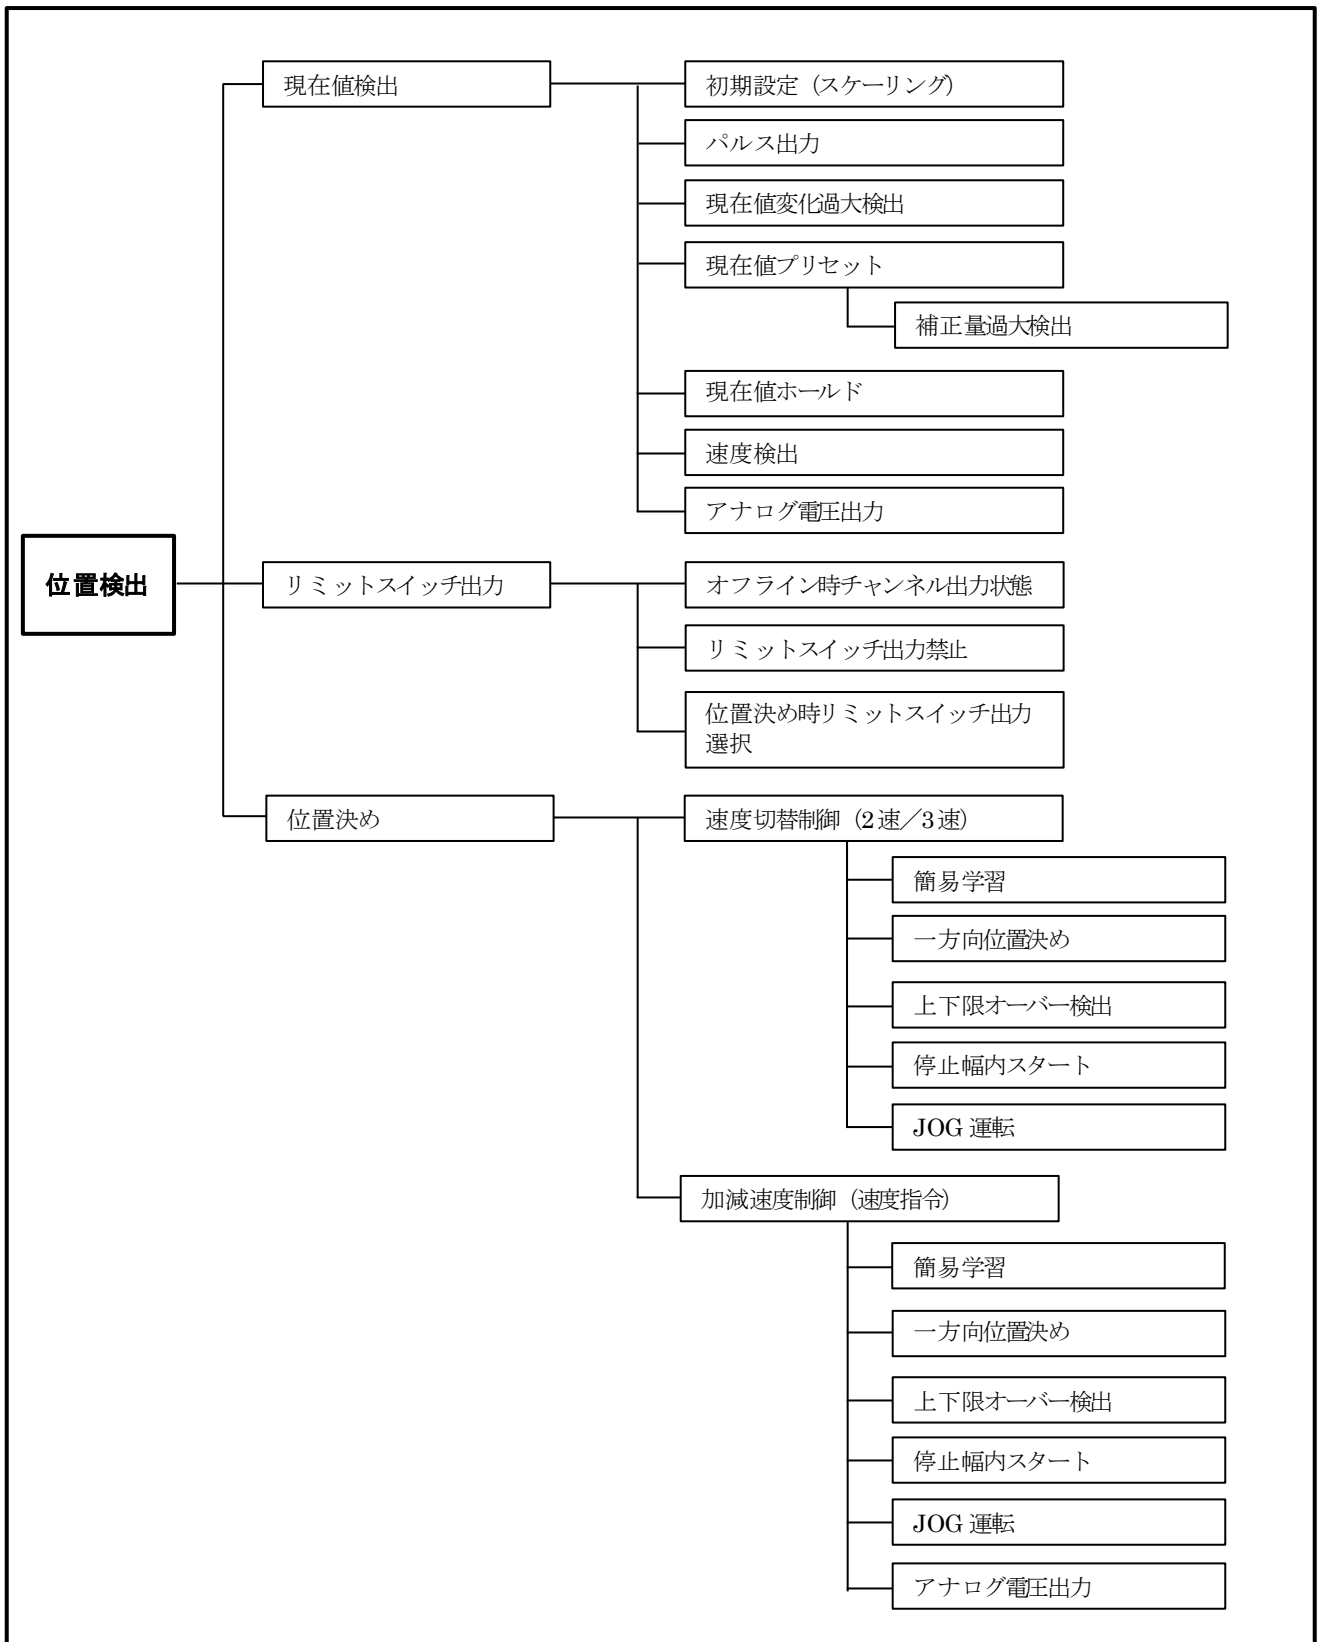 現在値検出
初期設定（スケーリング）
パルス出力
現在値変化過大検出
現在値プリセット
補正量過大検出
現在値ホールド
速度検出
アナログ電圧出力
位置検出
リミットスイッチ出力
オフライン時チャンネル出力状態
リミットスイッチ出力禁止
位置決め時リミットスイッチ出力
選択
位置決め
速度切替制御（2速／3速）
簡易学習
一方向位置決め
上下限オーバー検出
停止幅内スタート
JOG 運転
加減速度制御（速度指令）
簡易学習
一方向位置決め
上下限オーバー検出
停止幅内スタート
JOG 運転
アナログ電圧出力